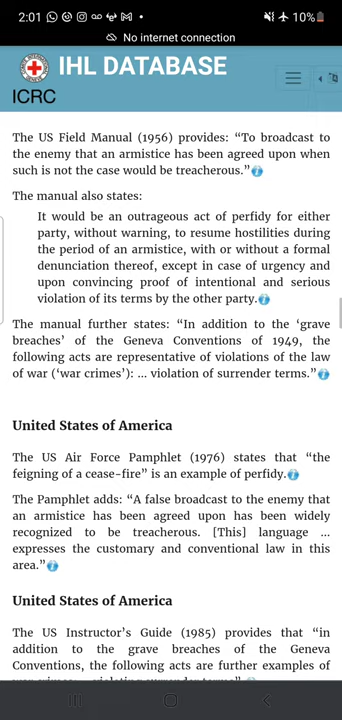 2:01
10%
No internet connection
IHL DATABASE
ICRC
The US Field Manual (1956) provides: “To broadcast to
the enemy that an armistice has been agreed upon when
such is not the case would be treacherous.”
The manual also states:
It would be an outrageous act of perfidy for either
party, without warning, to resume hostilities during
the period of an armistice, with or without a formal
denunciation thereof, except in case of urgency and
upon convincing proof of intentional and serious
violation of its terms by the other party.
The manual further states: “In addition to the ‘grave
breaches’ of the Geneva Conventions of 1949, the
following acts are representative of violations of the law
of war (‘war crimes’): ... violation of surrender terms.”
United States of America
The US Air Force Pamphlet (1976) states that “the
feigning of a cease-fire” is an example of perfidy.
The Pamphlet adds: “A false broadcast to the enemy that
an armistice has been agreed upon has been widely
recognized to be treacherous. [This] language ...
expresses the customary and conventional law in this
area.”
United States of America
The US Instructor’s Guide (1985) provides that “in
addition to the grave breaches of the Geneva
Conventions, the following acts are further examples of
war crimes: ... violating surrender terms”.